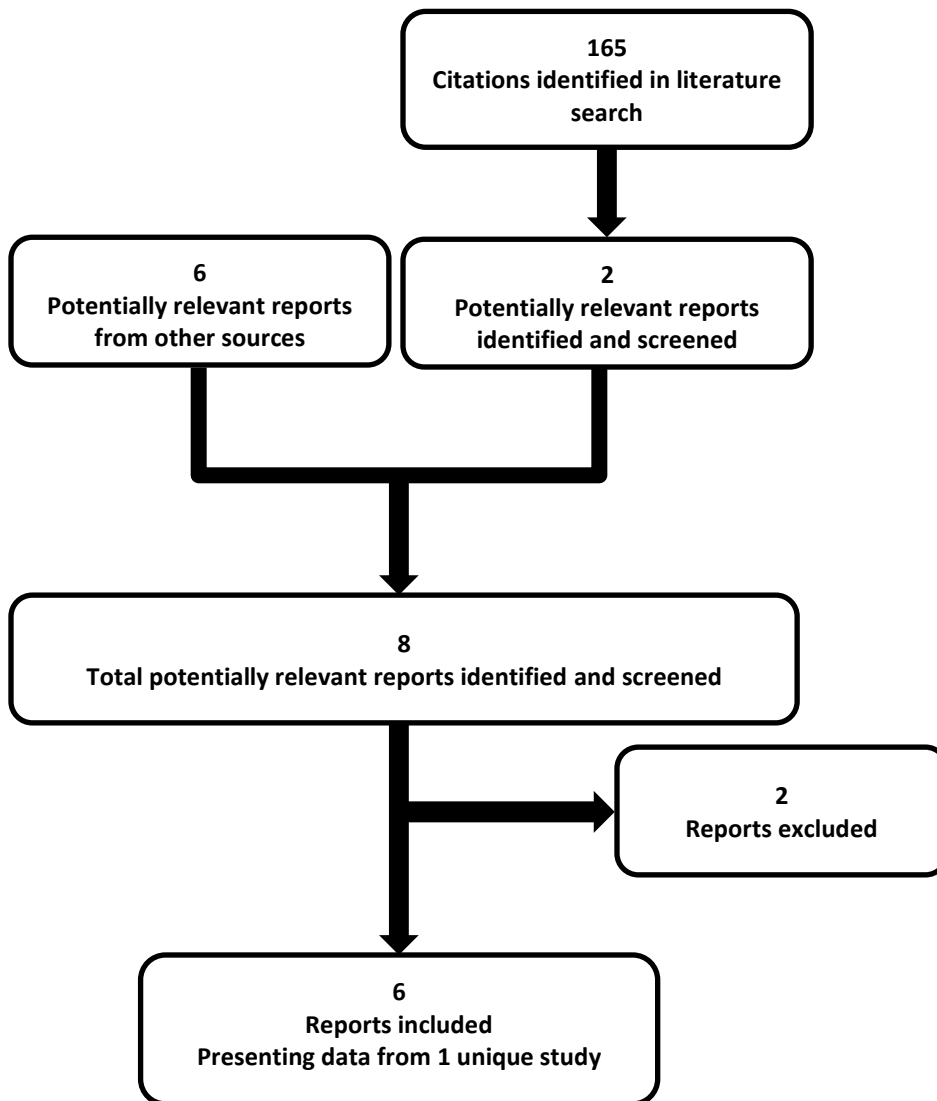 165
Citations identified in literature
search
6
Potentially relevant reports
from other sources
2
Potentially relevant reports
identified and screened
8
Total potentially relevant reports identified and screened
2
Reports excluded
6
Reports included
Presenting data from 1 unique study